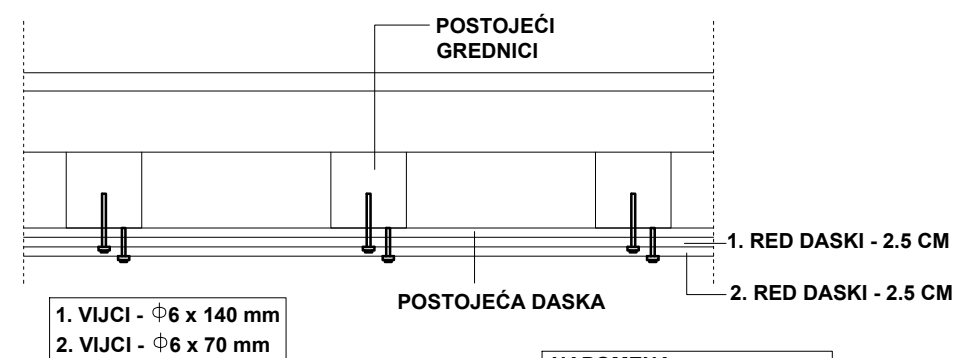 POSTOJEĆI
GREDNICI
1. RED DASKI - 2.5 CM
2. RED DASKI - 2.5 CM
POSTOJEĆA DASKA
1. VIJCI - ϕ6 x 140 mm
2. VIJCI - ϕ6 x 70 mm